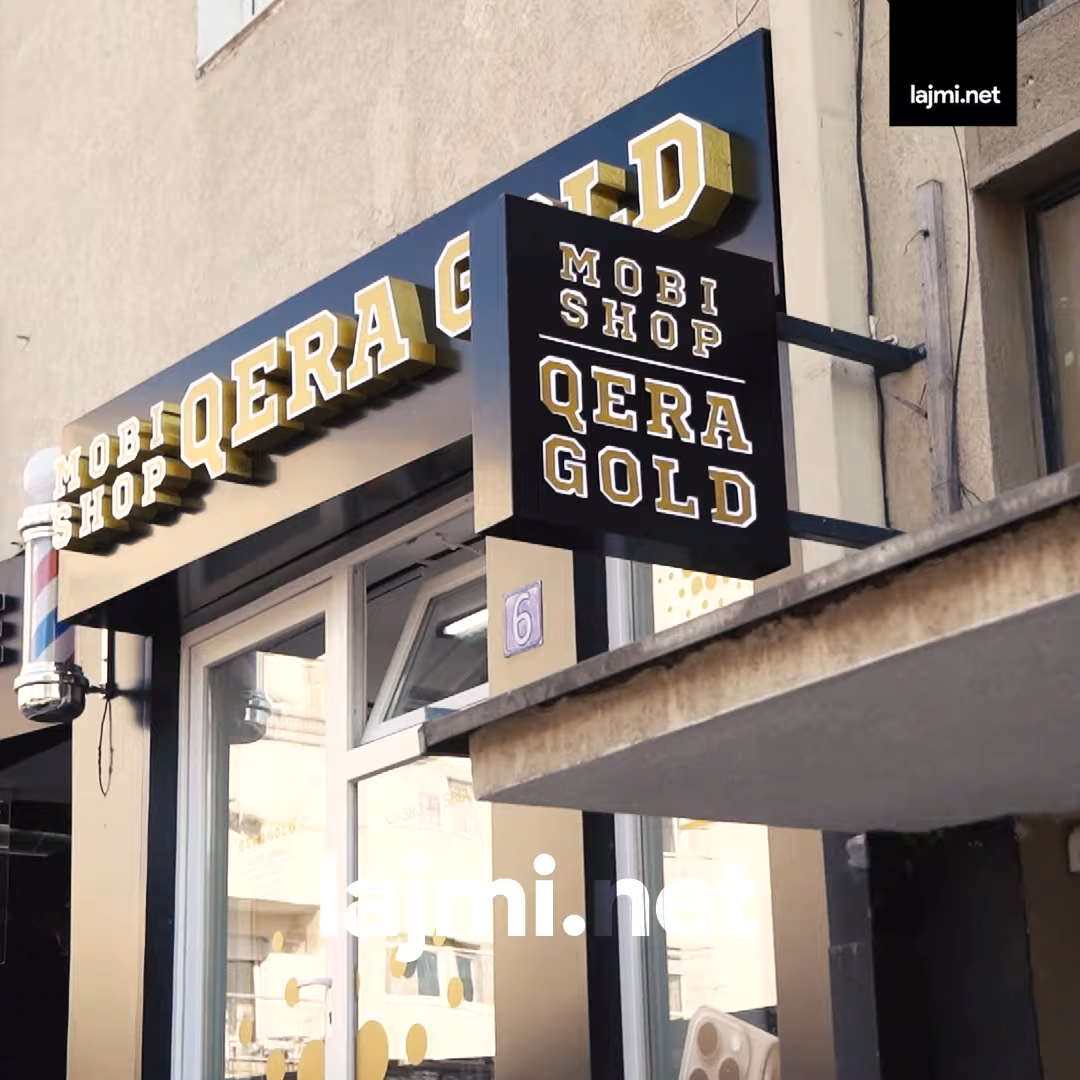 lajmi.net
MOBI
SHOP
QERA GOLD
MOBI
SHOP
QERA
GOLD
6
lajmi.net